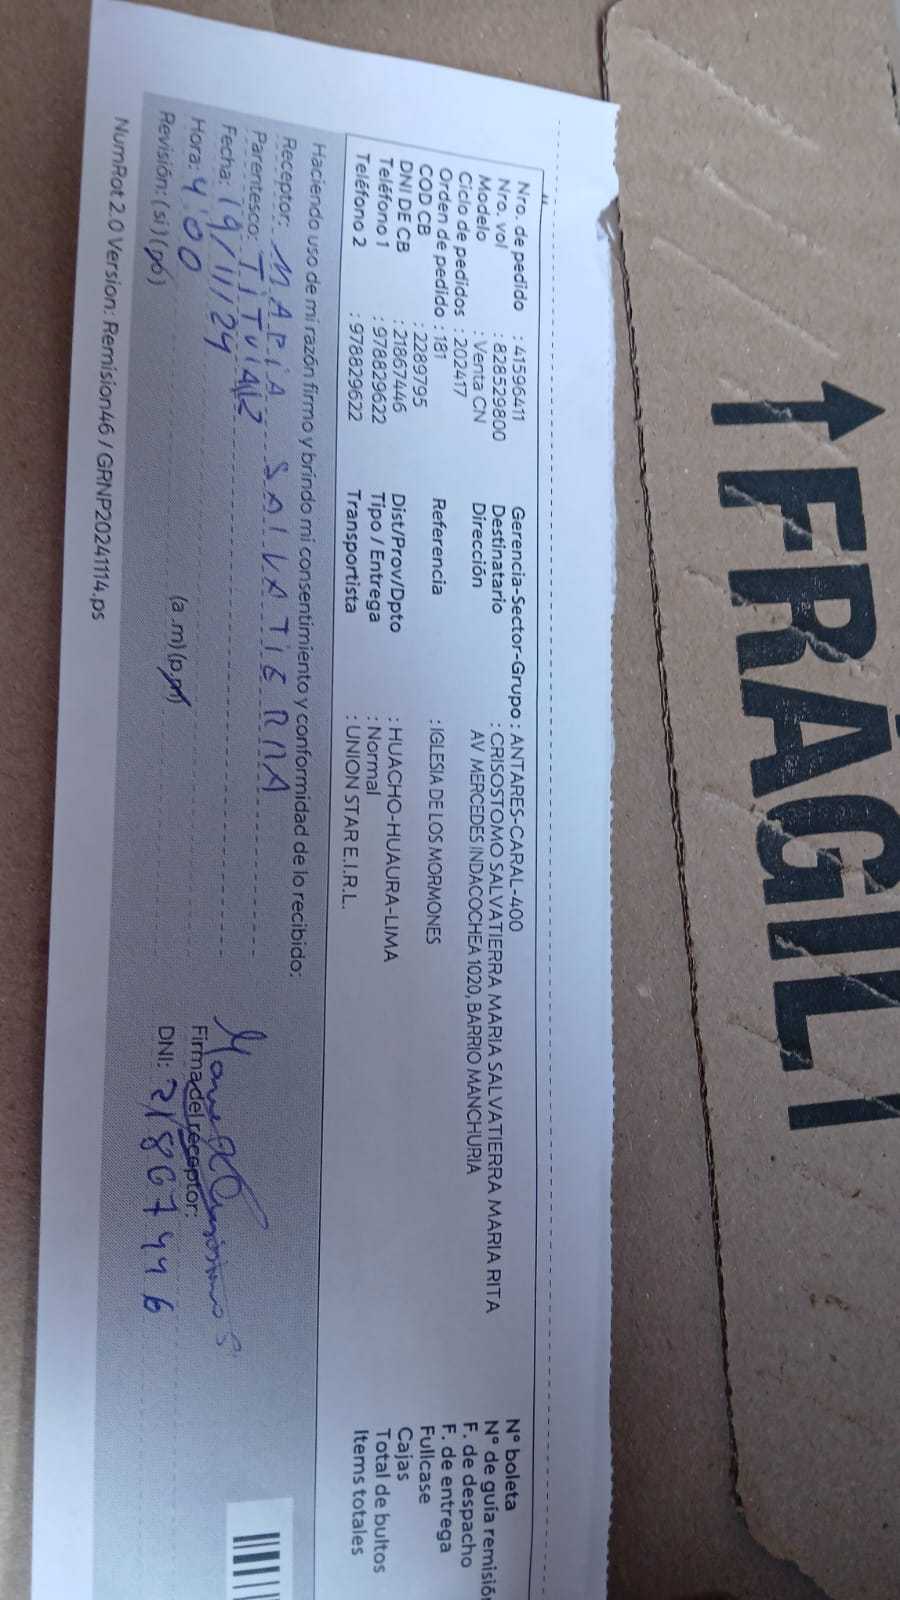 FRÁGIL
Nro. de pedido : 41596411
Nro. vol : 828529800
Modelo : Venta CN
Ciclo de pedidos : 202417
Orden de pedido : 181
COD CB : 2289795
DNI DE CB : 21867446
Teléfono 1 : 978829622
Teléfono 2 : 978829622
Gerencia-Sector-Grupo : ANTARES-CARAL-400
Destinatario : CRISOSTOMO SALVATIERRA MARIA SALVATIERRA MARIA RITA
Dirección AV MERCEDES INDACOCHEA 1020, BARRIO MANCHURIA
Referencia : IGLESIA DE LOS MORMONES
Dist/Prov/Dpto : HUACHO-HUAURA-LIMA
Tipo / Entrega : Normal
Transportista : UNION STAR E.I.R.L.
N° boleta
N° de guía remisió
F. de despacho
F. de entrega
Fullcase
Cajas
Total de bultos
Items totales
Haciendo uso de mi razón firmo y brindo mi consentimiento y conformidad de lo recibido:
Receptor: MARIA SALVATIERRA
Parentesco: TITULAR
Fecha: 19/11/24
Hora: 4:00 (a.m) (p.m)
Revisión: (si) (no)
Firma del receptor:
DNI: 21867446
NumRot 2.0 Version: Remision46 / GRNP20241114.ps